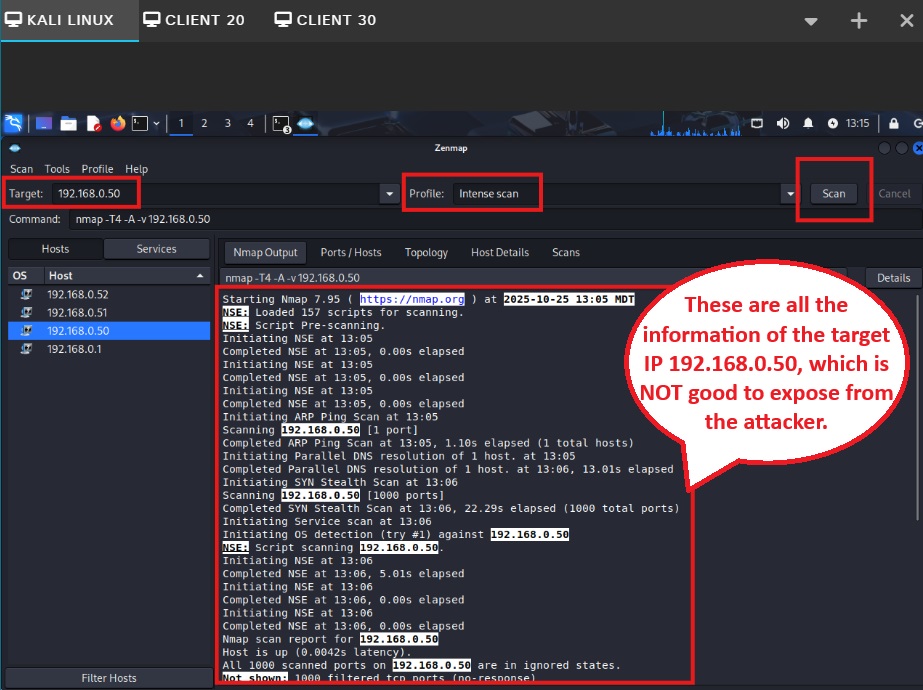 KALI LINUX CLIENT 20 CLIENT 30
1 2 3 4 3 13:15
Zenmap
Scan Tools Profile Help
Target: 192.168.0.50 Profile: Intense scan Scan Cancel
Command: nmap -T4 -A -v 192.168.0.50
Hosts Services Nmap Output Ports / Hosts Topology Host Details Scans
OS Host nmap -T4 -A -v 192.168.0.50 Details
192.168.0.52
192.168.0.51
192.168.0.50
192.168.0.1
Filter Hosts
Starting Nmap 7.95 ( https://nmap.org ) at 2025-10-25 13:05 MDT
NSE: Loaded 157 scripts for scanning.
NSE: Script Pre-scanning.
Initiating NSE at 13:05
Completed NSE at 13:05, 0.00s elapsed
Initiating NSE at 13:05
Completed NSE at 13:05, 0.00s elapsed
Initiating NSE at 13:05
Completed NSE at 13:05, 0.00s elapsed
Initiating ARP Ping Scan at 13:05
Scanning 192.168.0.50 [1 port]
Completed ARP Ping Scan at 13:05, 1.10s elapsed (1 total hosts)
Initiating Parallel DNS resolution of 1 host. at 13:05
Completed Parallel DNS resolution of 1 host. at 13:06, 13.01s elapsed
Initiating SYN Stealth Scan at 13:06
Scanning 192.168.0.50 [1000 ports]
Completed SYN Stealth Scan at 13:06, 22.29s elapsed (1000 total ports)
Initiating Service scan at 13:06
Initiating OS detection (try #1) against 192.168.0.50
NSE: Script scanning 192.168.0.50.
Initiating NSE at 13:06
Completed NSE at 13:06, 5.01s elapsed
Initiating NSE at 13:06
Completed NSE at 13:06, 0.00s elapsed
Initiating NSE at 13:06
Completed NSE at 13:06, 0.00s elapsed
Nmap scan report for 192.168.0.50
Host is up (0.0042s latency).
All 1000 scanned ports on 192.168.0.50 are in ignored states.
Not shown: 1000 filtered tcp ports (no-response)
These are all the
information of the target
IP 192.168.0.50, which is
NOT good to expose from
the attacker.